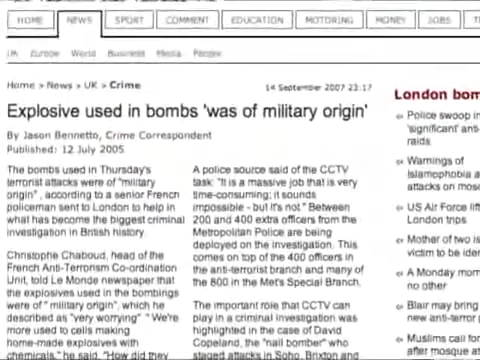 HOME NEWS SPORT COMMENT EDUCATION MOTORING MONEY JOBS
UK Europe World Business Media People
Home > News > UK > Crime
14 September 2007 23:17
Explosive used in bombs 'was of military origin'
By Jason Bennetto, Crime Correspondent
Published: 12 July 2005
The bombs used in Thursday's
terrorist attacks were of "military
origin", according to a senior French
policeman sent to London to help in
what has become the biggest criminal
investigation in British history.
Christophe Chaboud, head of the
French Anti-Terrorism Co-ordination
Unit, told Le Monde newspaper that
the explosives used in the bombings
were of " military origin", which he
described as "very worrying" " We're
more used to cells making
home-made explosives with
chemicals," he said. "How did they
A police source said of the CCTV
task: "It is a massive job that is very
time-consuming; it sounds
impossible - but it's not." Between
200 and 400 extra officers from the
Metropolitan Police are being
deployed on the investigation. This
comes on top of the 400 officers in
the anti-terrorist branch and many of
the 800 in the Met's Special Branch.
The important role that CCTV can
play in a criminal investigation was
highlighted in the case of David
Copeland, the "nail bomber" who
staged attacks in Soho, Brixton and
London bom
Police swoop in
'significant' anti-
raids
Warnings of
Islamophobia a
attacks on mosq
US Air Force lift
London trips
Mother of two is
victim to be ider
A Monday morn
no other
Blair may bring
new anti-terror p
Muslims call for
after mosque a